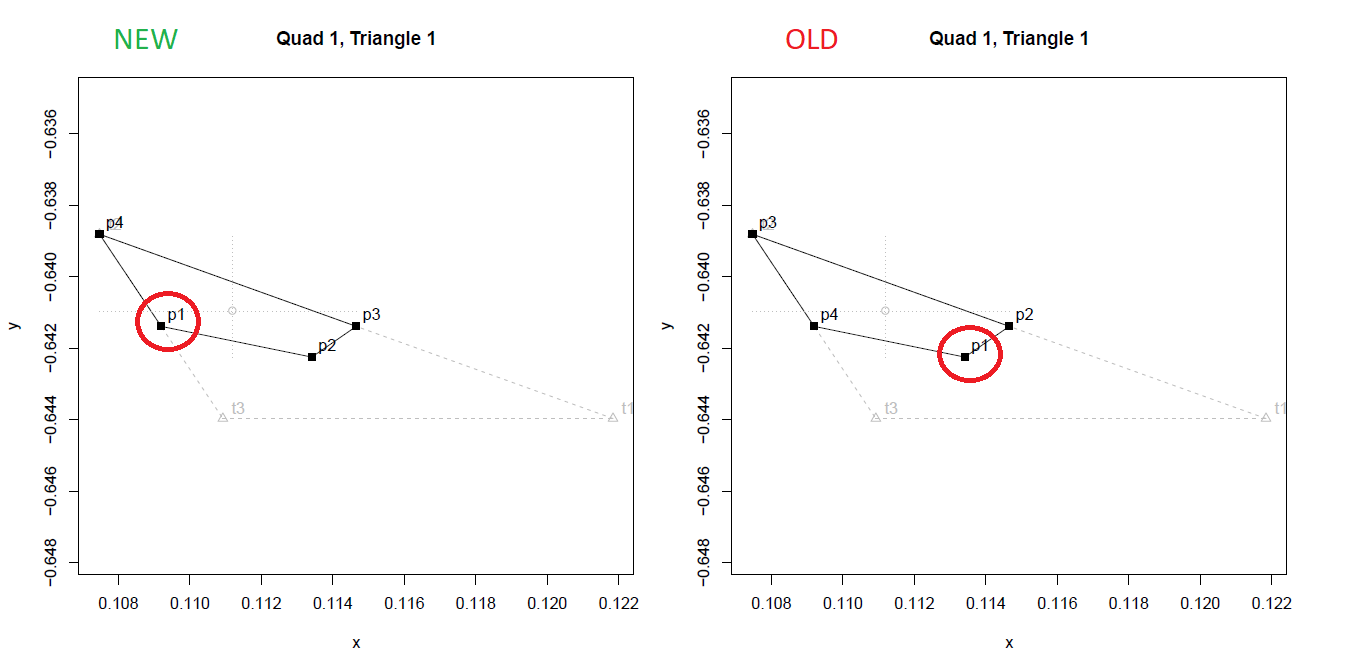 NEW
Quad 1, Triangle 1
−0.636
−0.638
−0.640
−0.642
−0.644
−0.646
−0.648
y
p4
p1
p3
p2
t3
t1
0.108 0.110 0.112 0.114 0.116 0.118 0.120 0.122
x
OLD
Quad 1, Triangle 1
−0.636
−0.638
−0.640
−0.642
−0.644
−0.646
−0.648
y
p3
p4
p2
p1
t3
t1
0.108 0.110 0.112 0.114 0.116 0.118 0.120 0.122
x